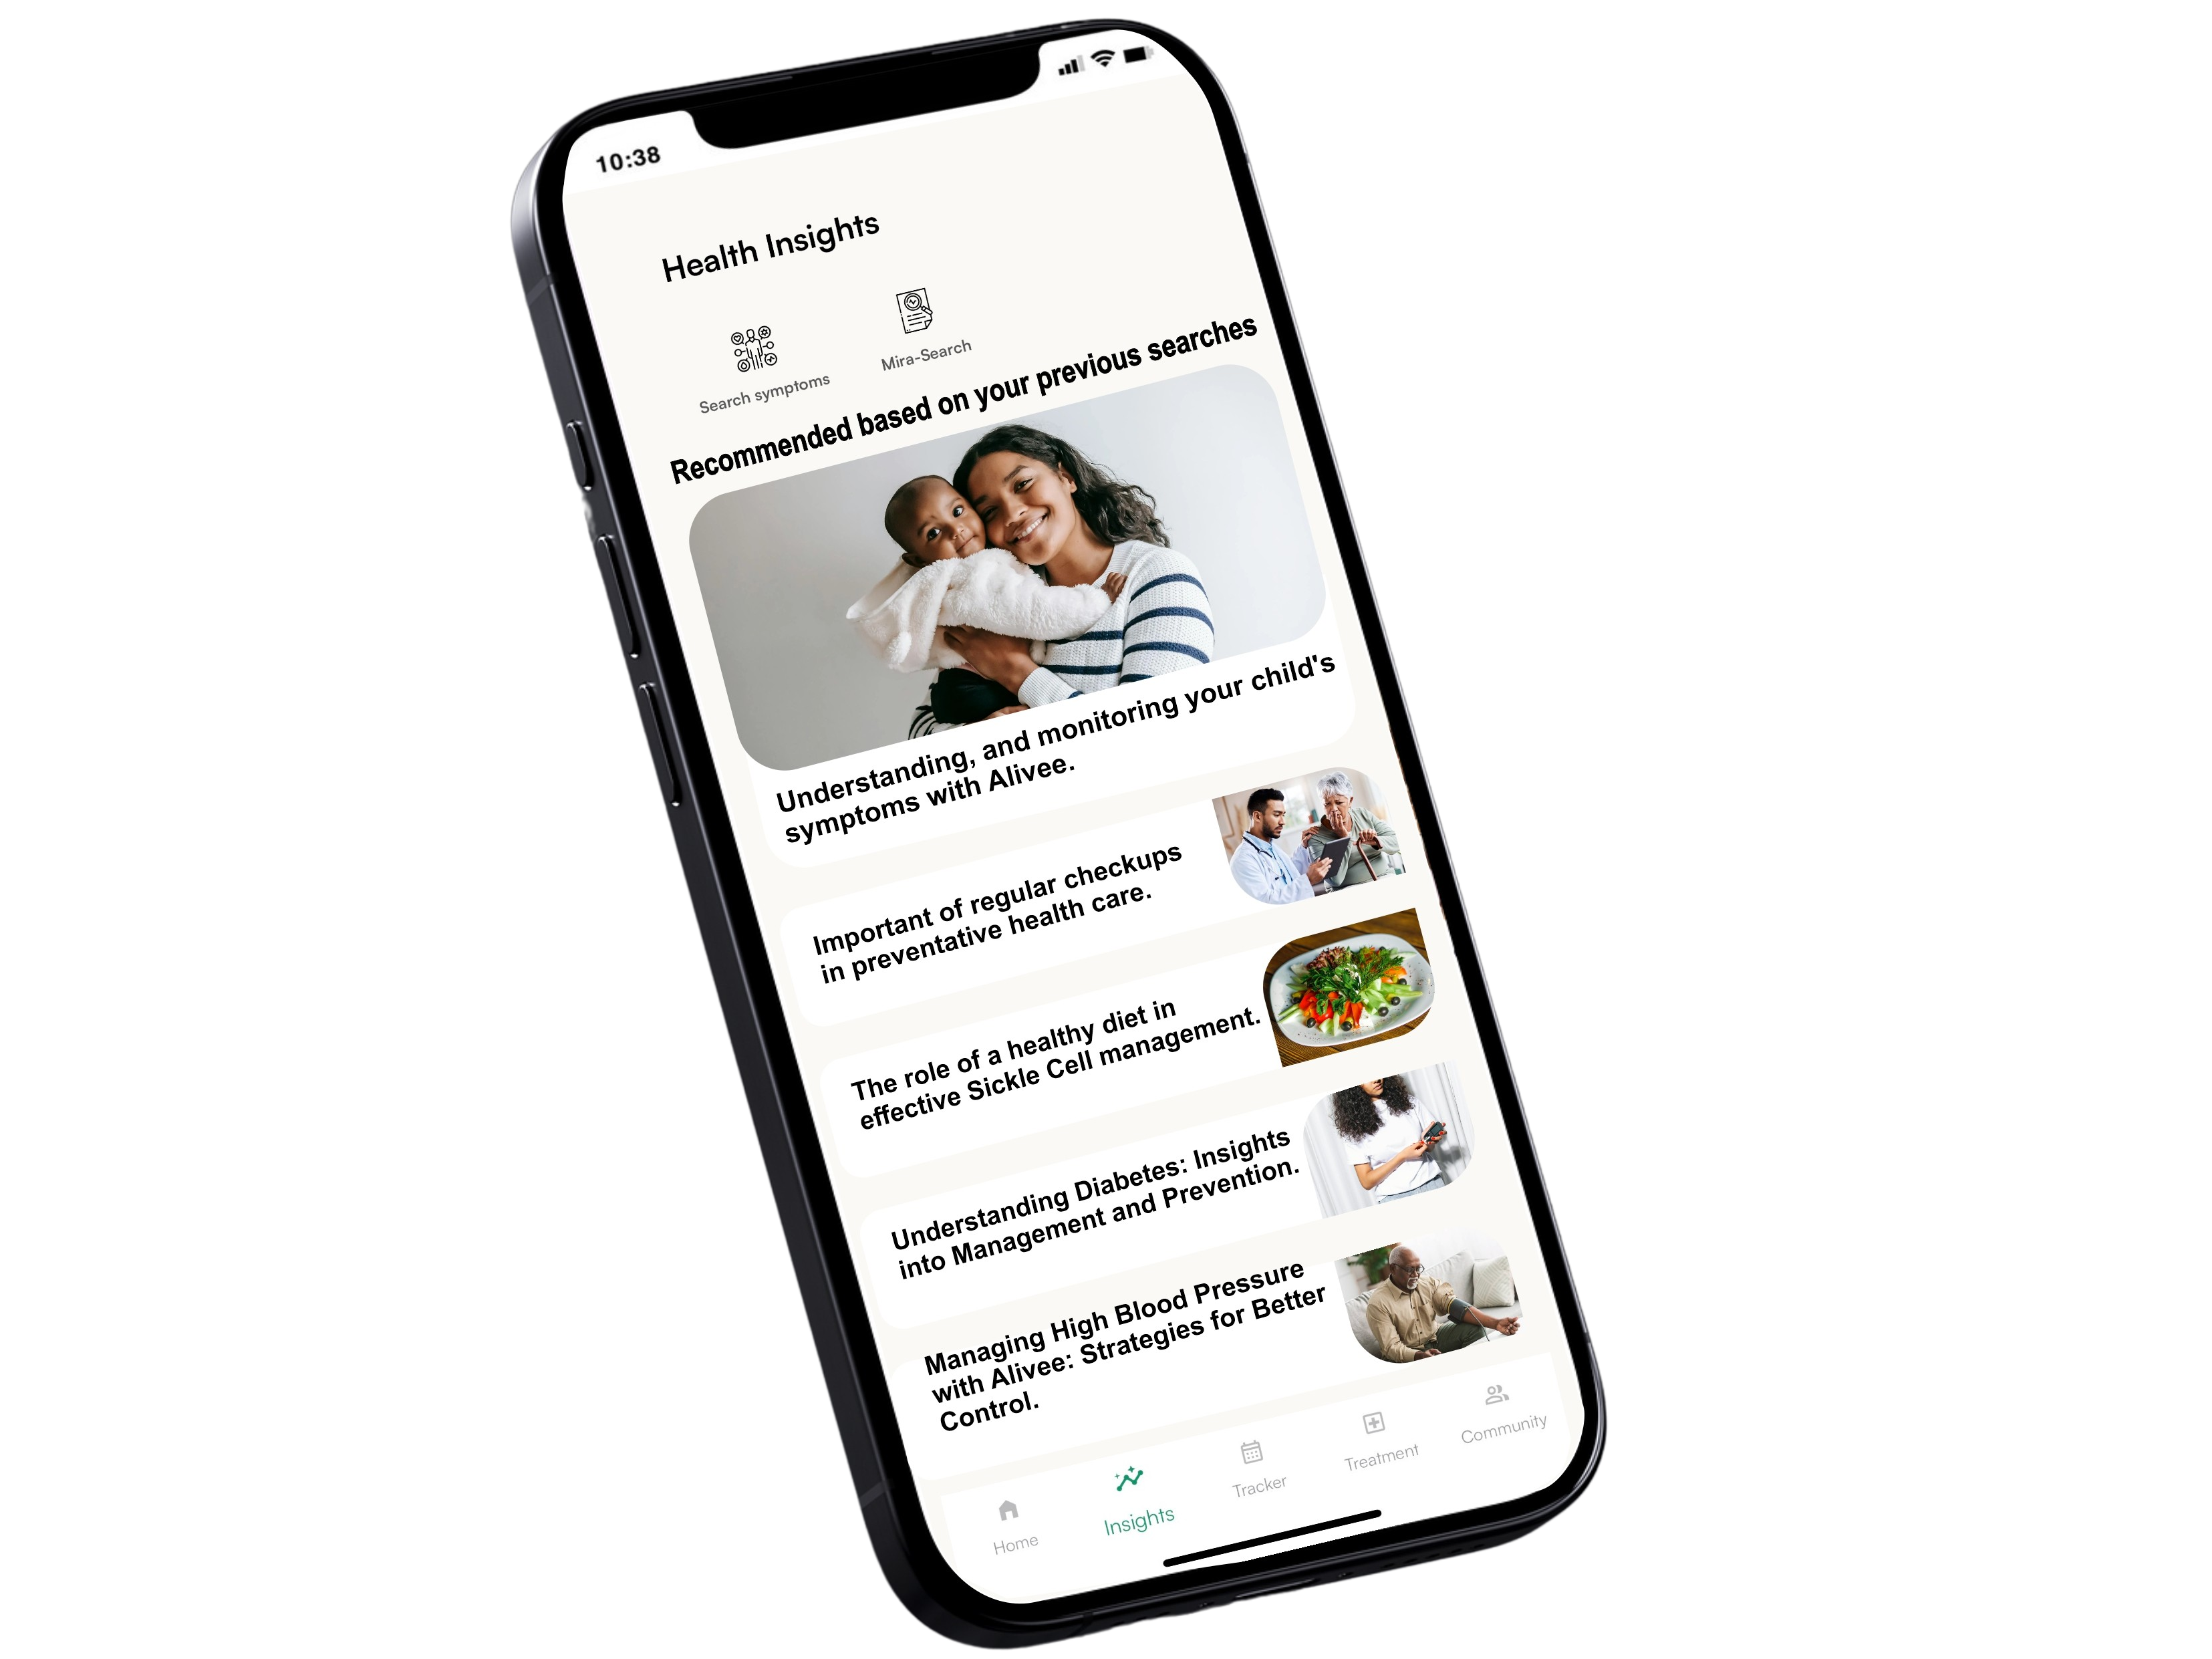 10:38
Health Insights
Search symptoms
Mira-Search
Recommended based on your previous searches
Understanding, and monitoring your child's
symptoms with Alivee.
Important of regular checkups
in preventative health care.
The role of a healthy diet in
effective Sickle Cell management.
Understanding Diabetes: Insights
into Management and Prevention.
Managing High Blood Pressure
with Alivee: Strategies for Better
Control.
Home
Insights
Tracker
Treatment
Community